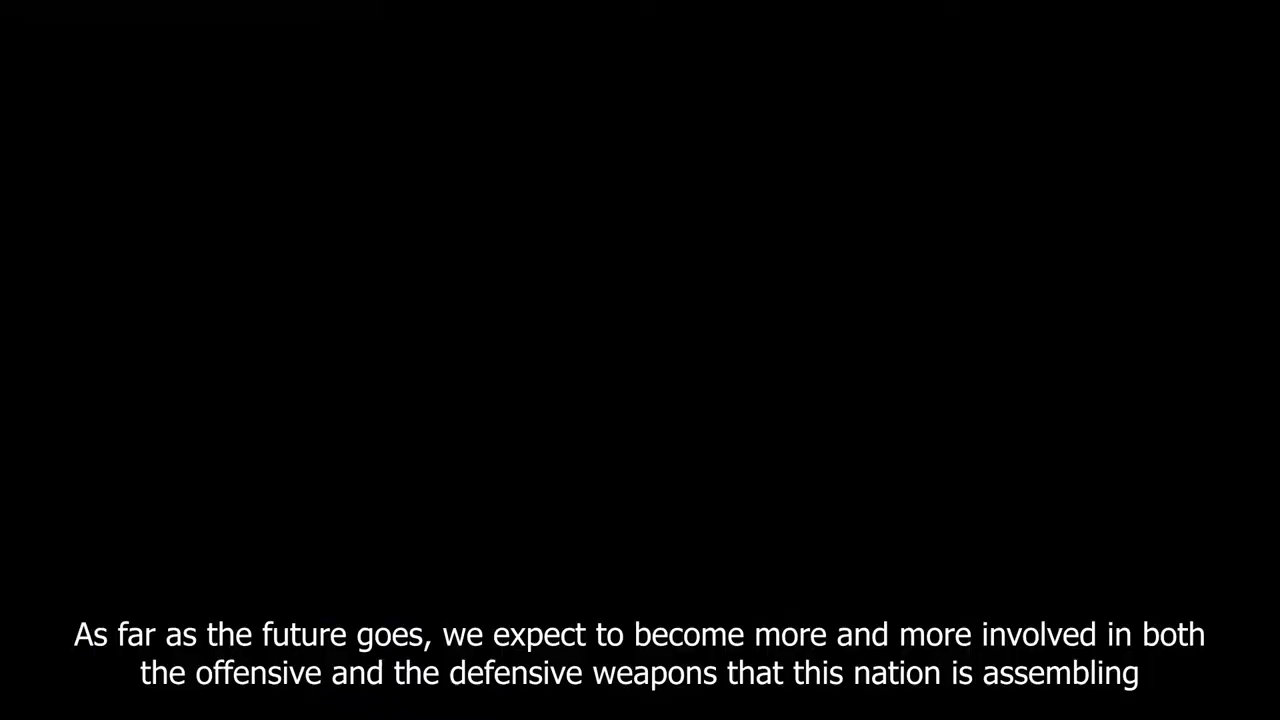 As far as the future goes, we expect to become more and more involved in both
the offensive and the defensive weapons that this nation is assembling